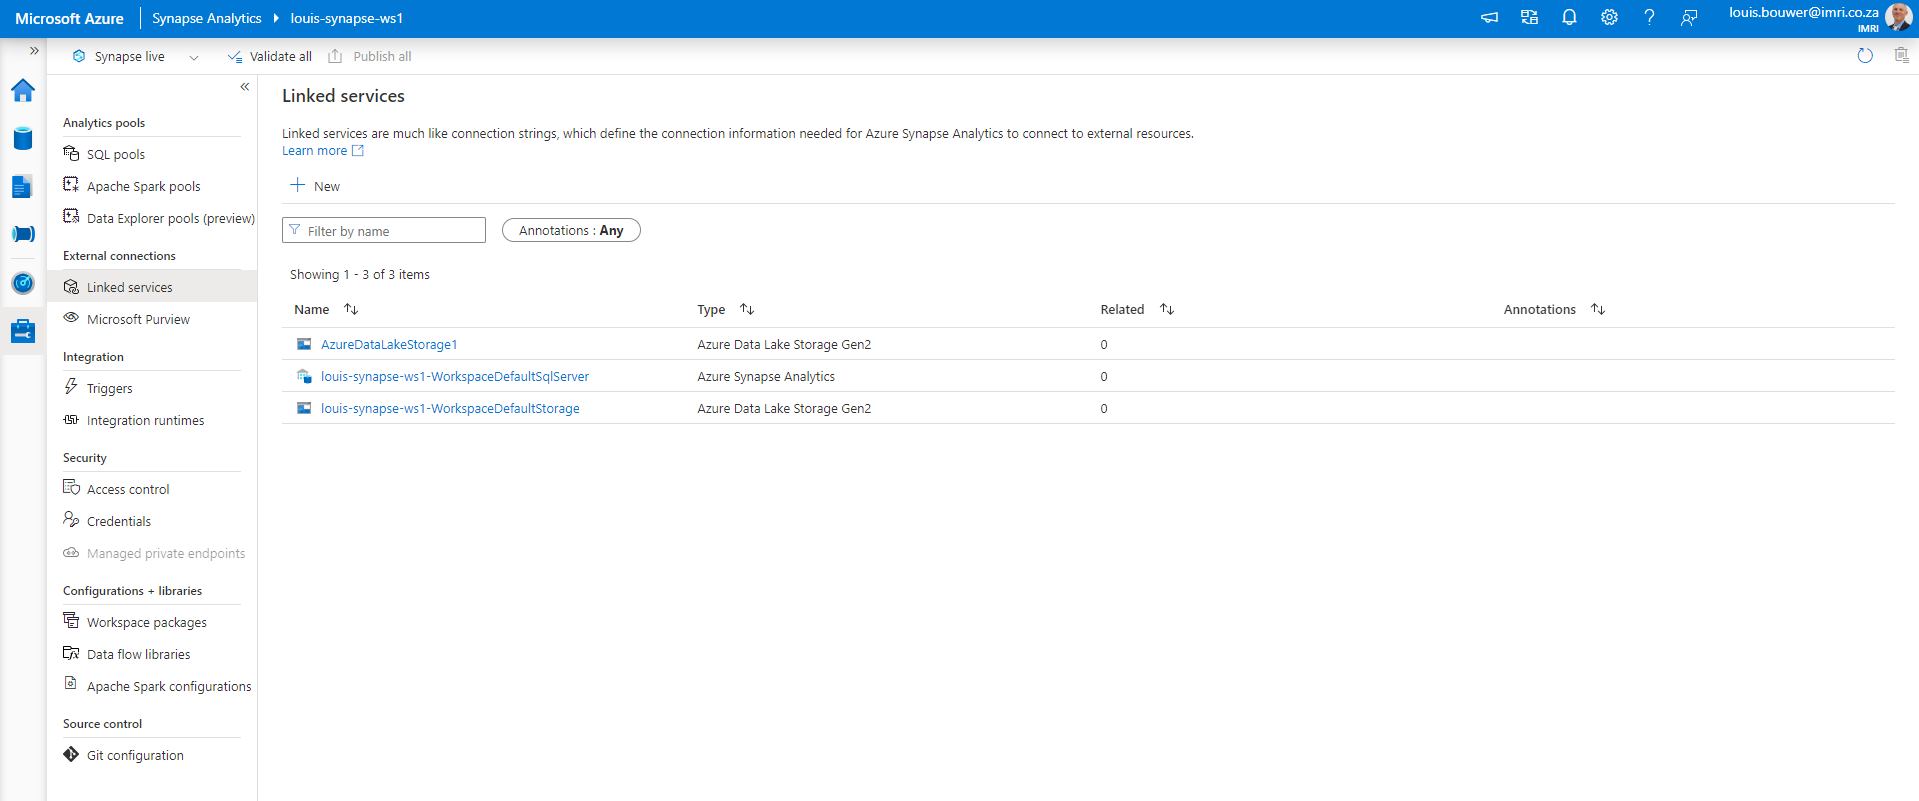 Microsoft Azure Synapse Analytics louis-synapse-ws1 louis.bouwer@imri.co.za
IMRI
Synapse live Validate all Publish all
Analytics pools
SQL pools
Apache Spark pools
Data Explorer pools (preview)
External connections
Linked services
Microsoft Purview
Integration
Triggers
Integration runtimes
Security
Access control
Credentials
Managed private endpoints
Configurations + libraries
Workspace packages
Data flow libraries
Apache Spark configurations
Source control
Git configuration
Linked services
Linked services are much like connection strings, which define the connection information needed for Azure Synapse Analytics to connect to external resources.
Learn more
New
Filter by name Annotations : Any
Showing 1 - 3 of 3 items
Name Type Related Annotations
AzureDataLakeStorage1 Azure Data Lake Storage Gen2 0
louis-synapse-ws1-WorkspaceDefaultSqlServer Azure Synapse Analytics 0
louis-synapse-ws1-WorkspaceDefaultStorage Azure Data Lake Storage Gen2 0